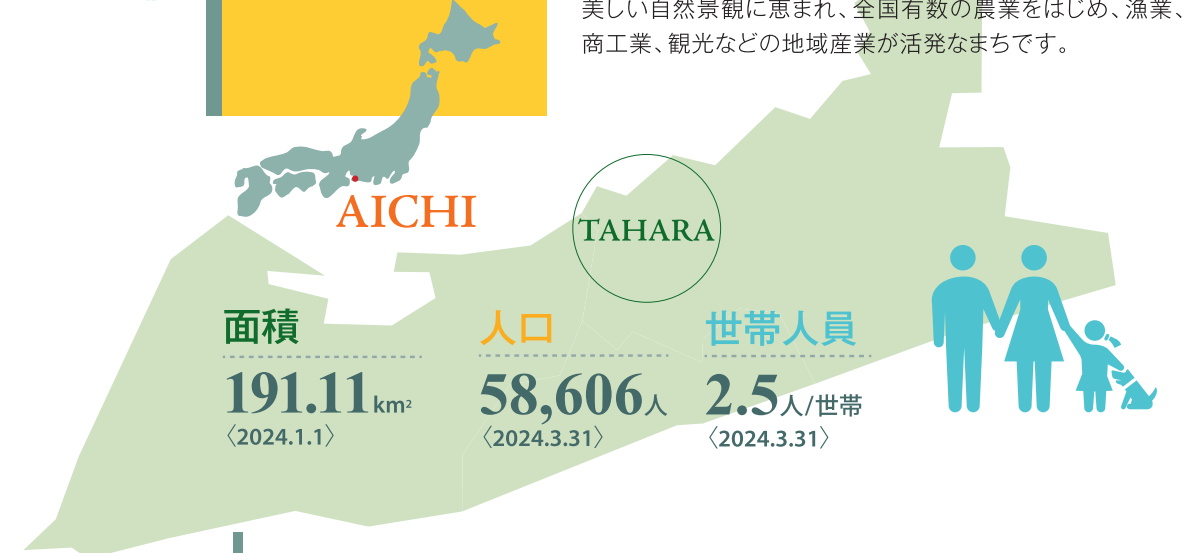 美しい自然景観に恵まれ、全国有数の農業をはじめ、漁業、
商工業、観光などの地域産業が活発なまちです。
AICHI
TAHARA
面積
191.11km²
〈2024.1.1〉
人口
58,606人
〈2024.3.31〉
世帯人員
2.5人/世帯
〈2024.3.31〉